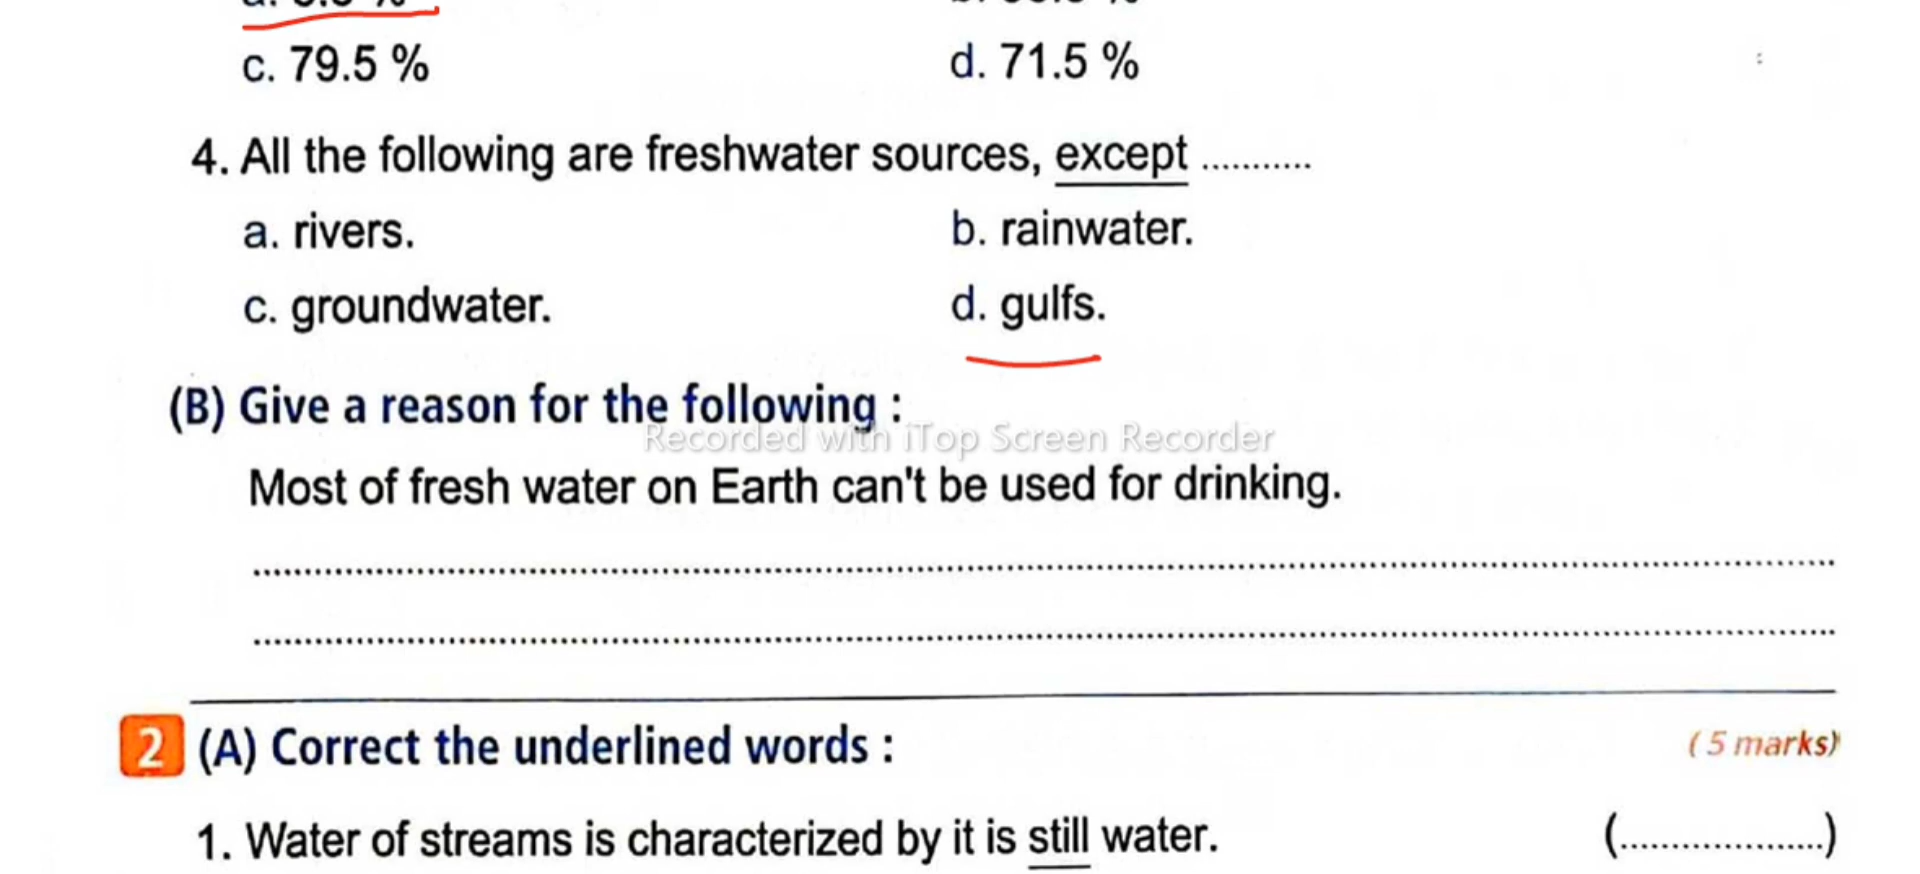 c. 79.5 %
d. 71.5 %
4. All the following are freshwater sources, except ...........
a. rivers.
b. rainwater.
c. groundwater.
d. gulfs.
(B) Give a reason for the following :
Recorded with iTop Screen Recorder
Most of fresh water on Earth can't be used for drinking.
2 (A) Correct the underlined words :
(5 marks)
1. Water of streams is characterized by it is still water.
(....................)